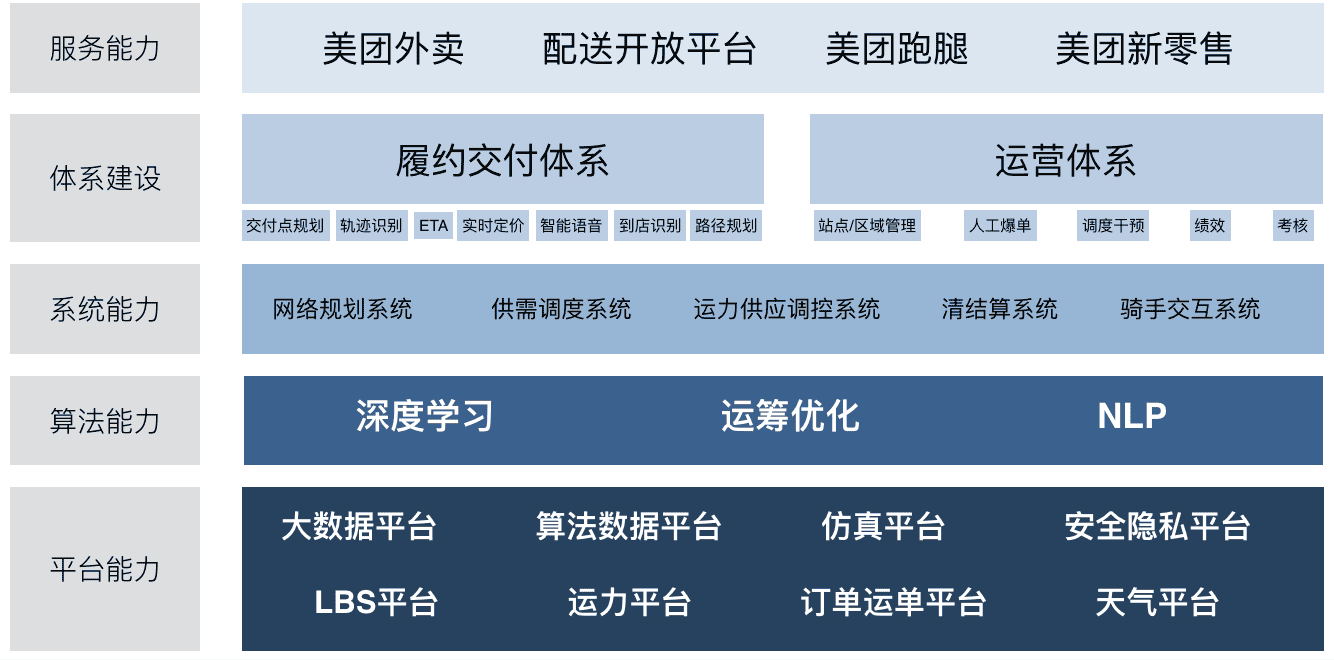 服务能力
美团外卖 配送开放平台 美团跑腿 美团新零售
体系建设
履约交付体系 运营体系
交付点规划 轨迹识别 ETA 实时定价 智能语音 到店识别 路径规划 站点/区域管理 人工爆单 调度干预 绩效 考核
系统能力
网络规划系统 供需调度系统 运力供应调控系统 清结算系统 骑手交互系统
算法能力
深度学习 运筹优化 NLP
平台能力
大数据平台 算法数据平台 仿真平台 安全隐私平台
LBS平台 运力平台 订单运单平台 天气平台